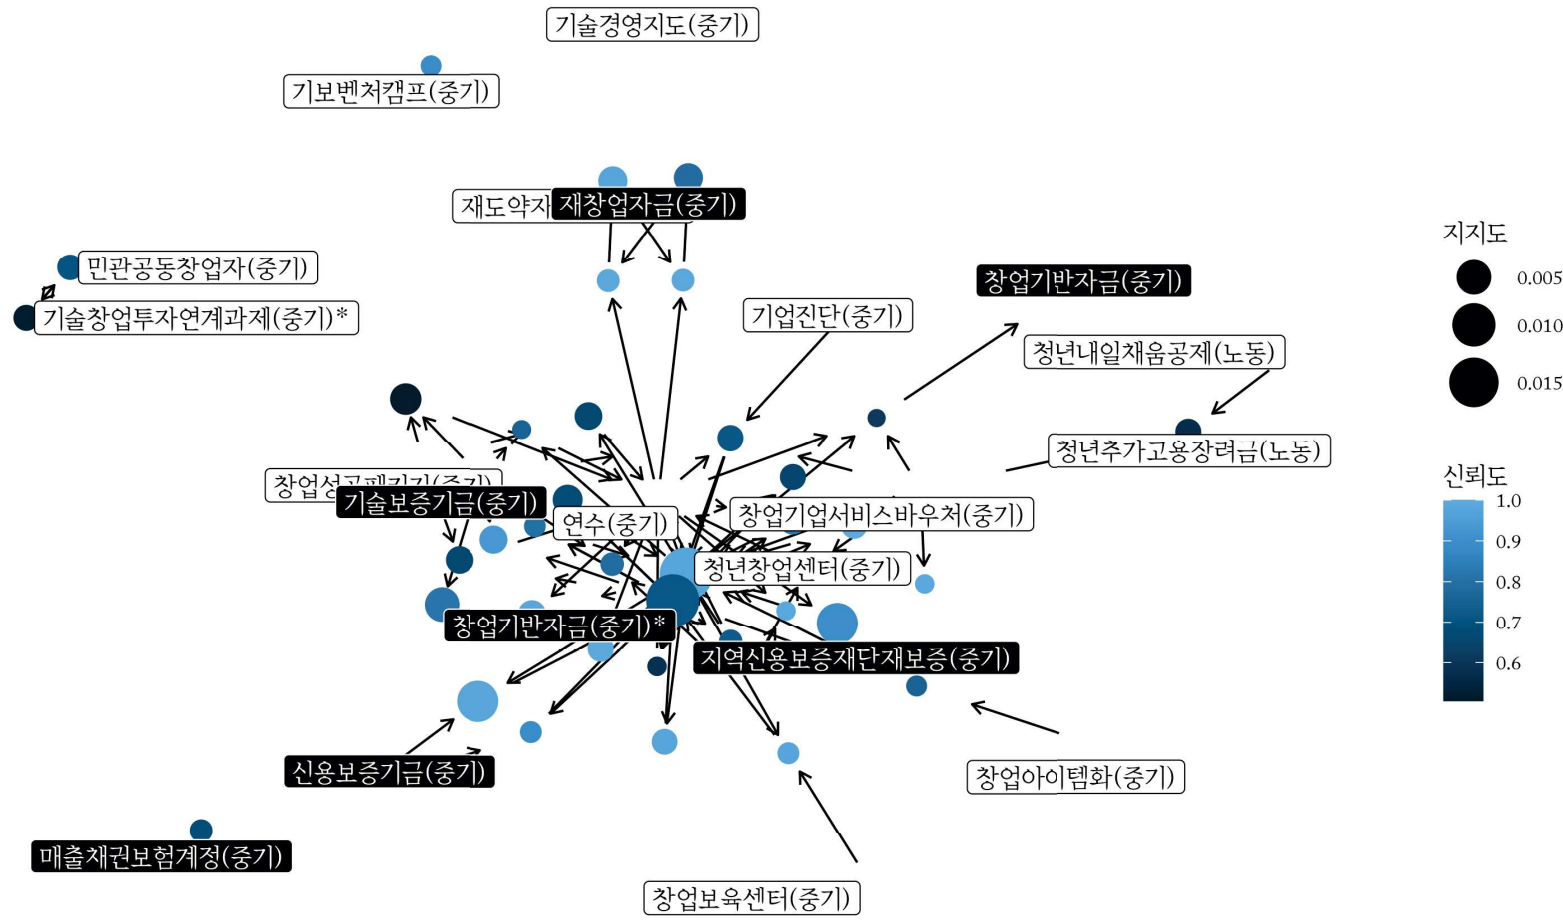 기술경영지도(중기)
기보벤처캠프(중기)
재도약자
재창업자금(중기)
민관공동창업자(중기)
기술창업투자연계과제(중기)*
창업기반자금(중기)
기업진단(중기)
청년내일채움공제(노동)
청년추가고용장려금(노동)
창업성공패키지(중기)
기술보증기금(중기)
연수(중기)
창업기업서비스바우처(중기)
청년창업센터(중기)
창업기반자금(중기)*
지역신용보증재단재보증(중기)
신용보증기금(중기)
창업아이템화(중기)
매출채권보험계정(중기)
창업보육센터(중기)
지지도
0.005
0.010
0.015
신뢰도
1.0
0.9
0.8
0.7
0.6